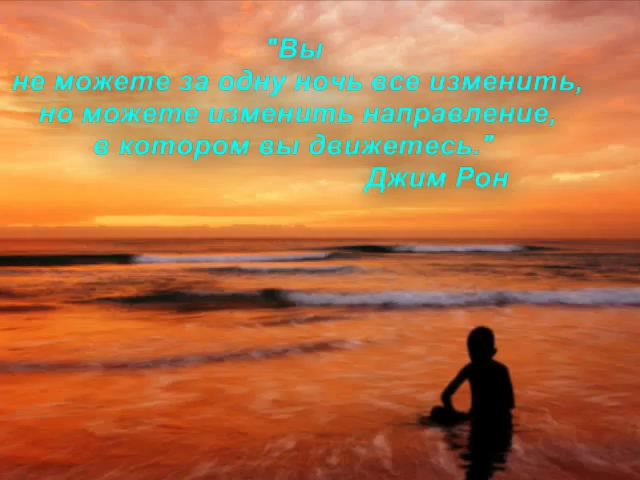 "Вы
не можете за одну ночь все изменить,
но можете изменить направление,
в котором вы движетесь."
Джим Рон